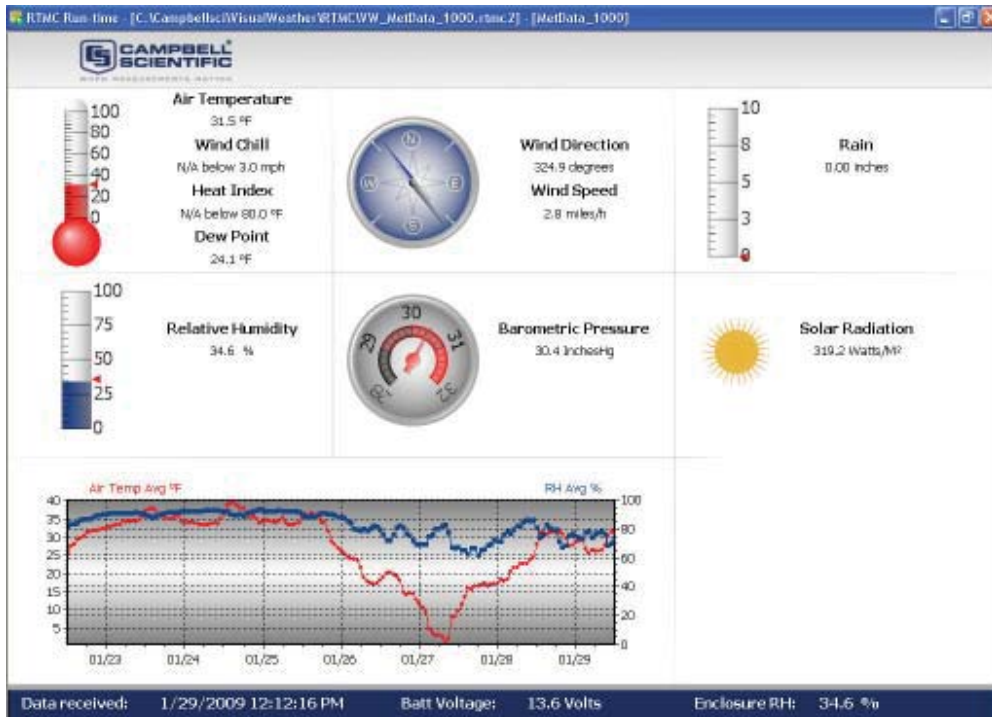 RTMC Run-time - [C:\Campbellsci\VisualWeather\RTMCWW_MetData_1000.rtmc2] - [MetData_1000]
CAMPBELL
SCIENTIFIC
WHEN MEASUREMENTS MATTER
100
80
60
40
20
0
Air Temperature
31.5 °F
Wind Chill
N/A below 3.0 mph
Heat Index
N/A below 80.0 °F
Dew Point
24.1 °F
N
E
S
W
Wind Direction
324.9 degrees
Wind Speed
2.8 miles/h
10
8
5
3
0
Rain
0.00 inches
100
75
50
25
0
Relative Humidity
34.6 %
28
29
30
31
32
Barometric Pressure
30.4 InchesHg
Solar Radiation
319.2 Watts/M²
Air Temp Avg °F
RH Avg %
40
35
30
25
20
15
10
5
100
80
60
40
20
0
01/23 01/24 01/25 01/26 01/27 01/28 01/29
Data received: 1/29/2009 12:12:16 PM Batt Voltage: 13.6 Volts Enclosure RH: 34.6 %